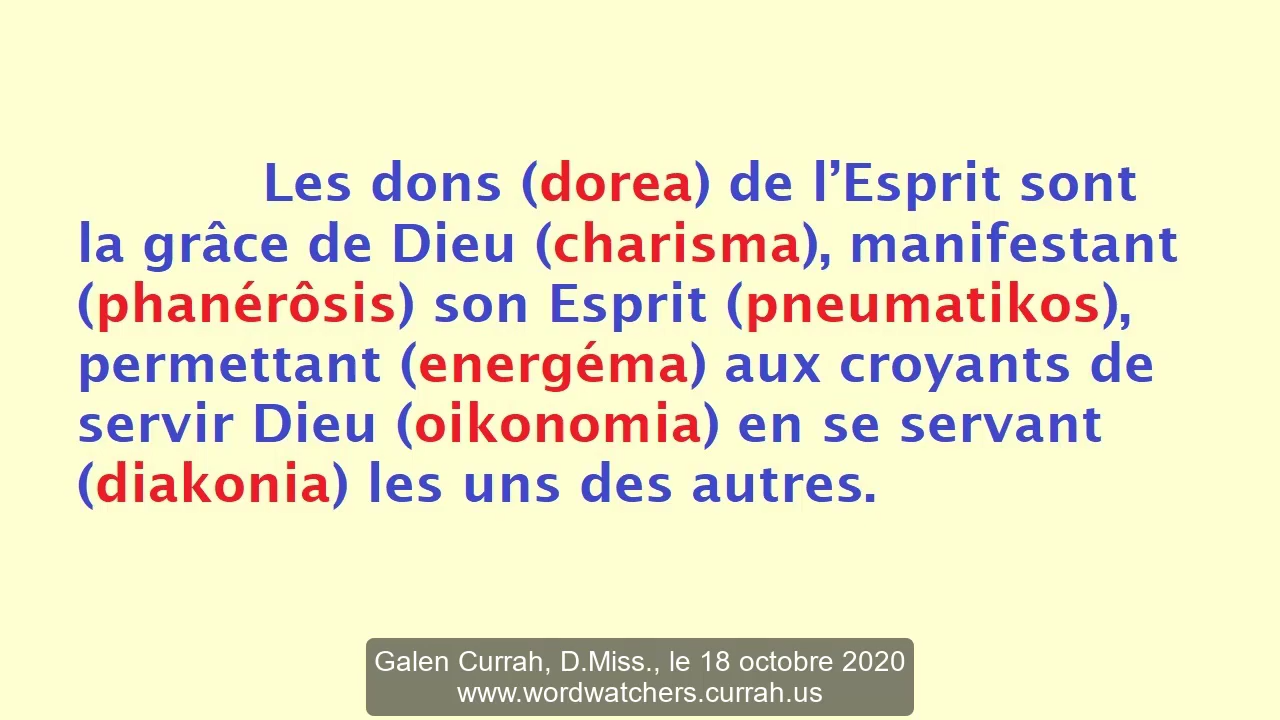 Les dons (dorea) de l’Esprit sont
la grâce de Dieu (charisma), manifestant
(phanérôsis) son Esprit (pneumatikos),
permettant (energéma) aux croyants de
servir Dieu (oikonomia) en se servant
(diakonia) les uns des autres.
Galen Currah, D.Miss., le 18 octobre 2020
www.wordwatchers.currah.us